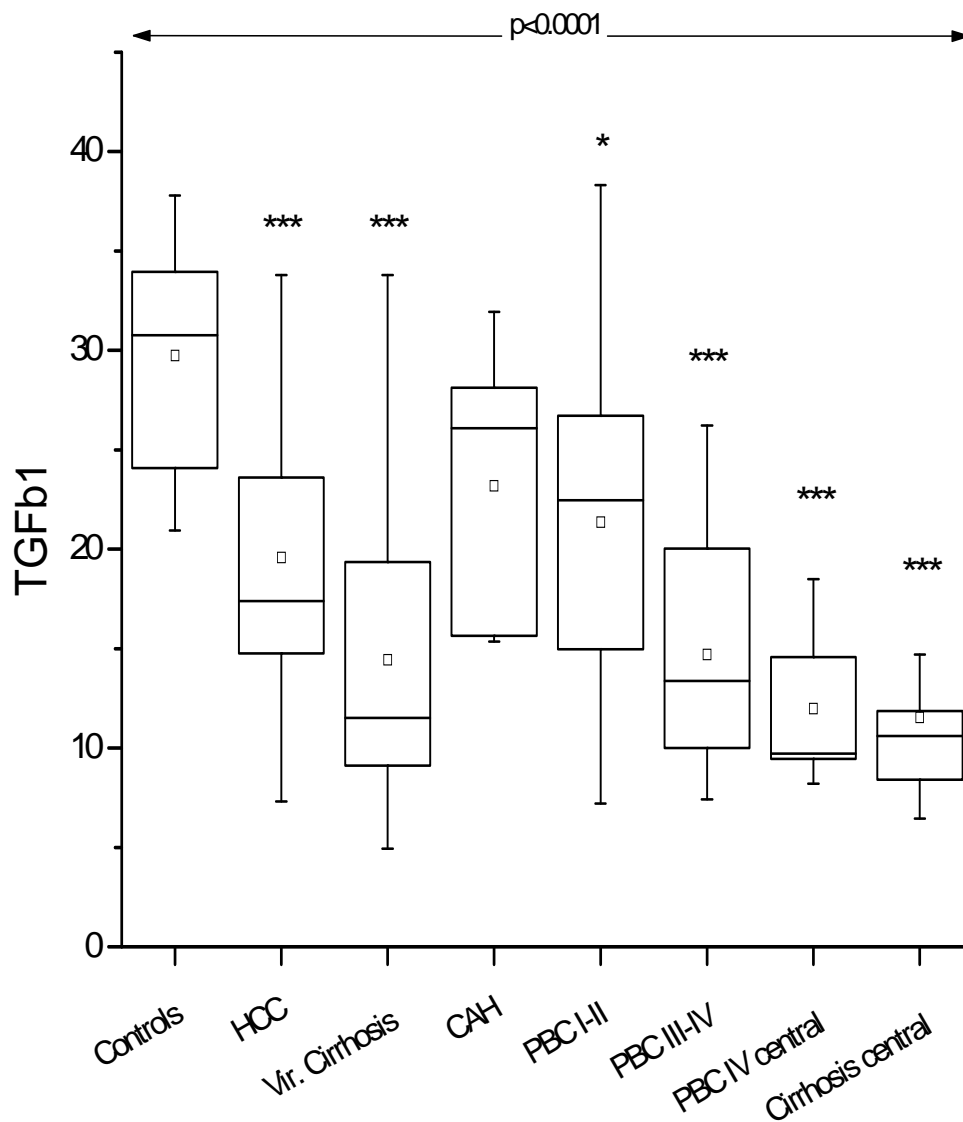 p<0.0001
40
*
*** ***
30
***
TGFb1
***
20
***
10
0
Controls
HCC
Vir. Cirrhosis
CAH
PBC I-II
PBC III-IV
PBC IV central
Cirrhosis central